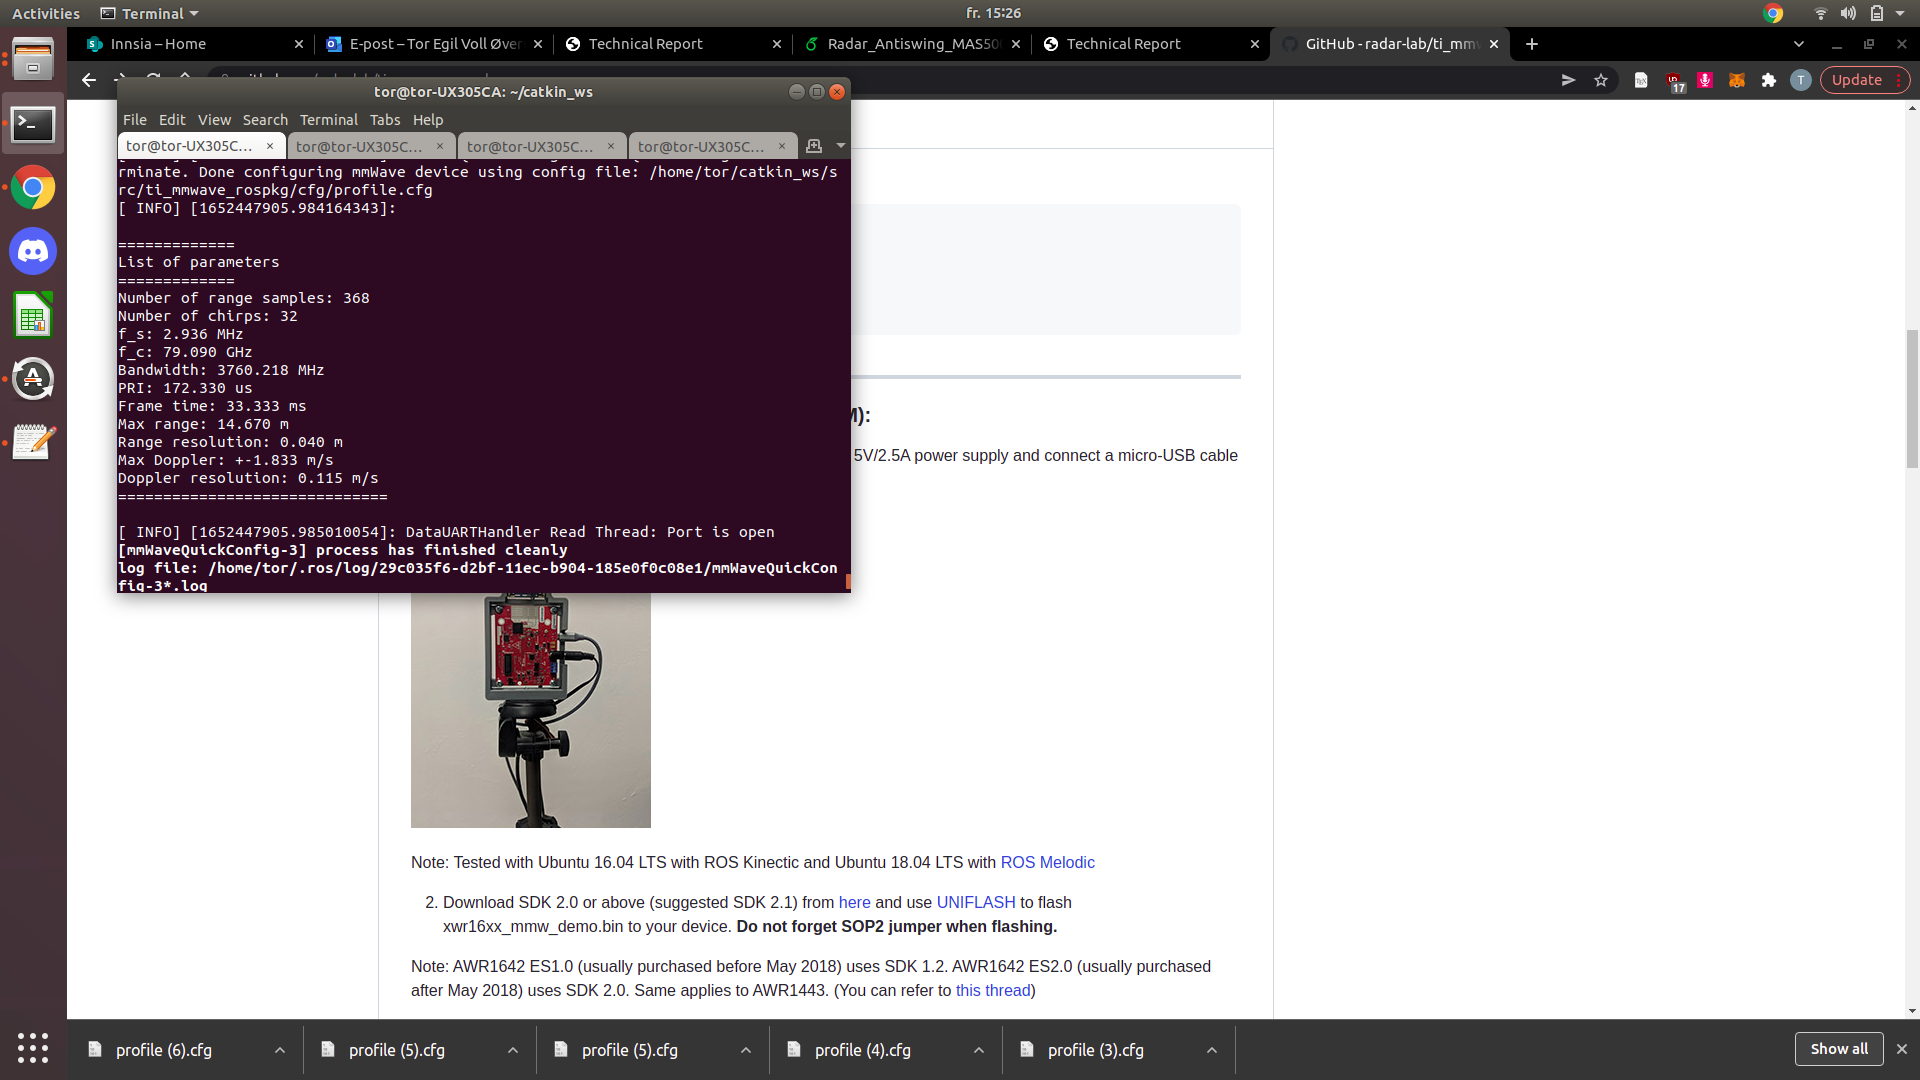 Activities
Terminal
fr. 15:26
Innsia – Home
E-post – Tor Egil Voll Øver
Technical Report
Radar_Antiswing_MAS50
Technical Report
GitHub - radar-lab/ti_mm
Update
17
T
tor@tor-UX305CA: ~/catkin_ws
File Edit View Search Terminal Tabs Help
tor@tor-UX305C...
tor@tor-UX305C...
tor@tor-UX305C...
tor@tor-UX305C...
rminate. Done configuring mmWave device using config file: /home/tor/catkin_ws/s
rc/ti_mmwave_rospkg/cfg/profile.cfg
[ INFO] [1652447905.984164343]:
=============
List of parameters
=============
Number of range samples: 368
Number of chirps: 32
f_s: 2.936 MHz
f_c: 79.090 GHz
Bandwidth: 3760.218 MHz
PRI: 172.330 us
Frame time: 33.333 ms
Max range: 14.670 m
Range resolution: 0.040 m
Max Doppler: +-1.833 m/s
Doppler resolution: 0.115 m/s
==============================
[ INFO] [1652447905.985010054]: DataUARTHandler Read Thread: Port is open
[mmWaveQuickConfig-3] process has finished cleanly
log file: /home/tor/.ros/log/29c035f6-d2bf-11ec-b904-185e0f0c08e1/mmWaveQuickCon
fig-3*.log
):
5V/2.5A power supply and connect a micro-USB cable
Note: Tested with Ubuntu 16.04 LTS with ROS Kinectic and Ubuntu 18.04 LTS with ROS Melodic
2. Download SDK 2.0 or above (suggested SDK 2.1) from here and use UNIFLASH to flash
xwr16xx_mmw_demo.bin to your device. Do not forget SOP2 jumper when flashing.
Note: AWR1642 ES1.0 (usually purchased before May 2018) uses SDK 1.2. AWR1642 ES2.0 (usually purchased
after May 2018) uses SDK 2.0. Same applies to AWR1443. (You can refer to this thread)
profile (6).cfg
profile (5).cfg
profile (5).cfg
profile (4).cfg
profile (3).cfg
Show all